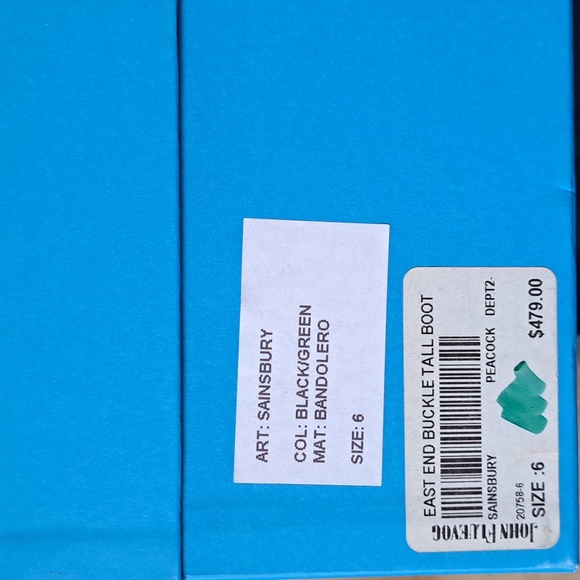 ART: SAINSBURY
COL: BLACK/GREEN
MAT: BANDOLERO
SIZE: 6
EAST END BUCKLE TALL BOOT
SAINSBURY PEACOCK DEPT2-
20758-6
SIZE :6 $479.00
JOHN FLUEVOG